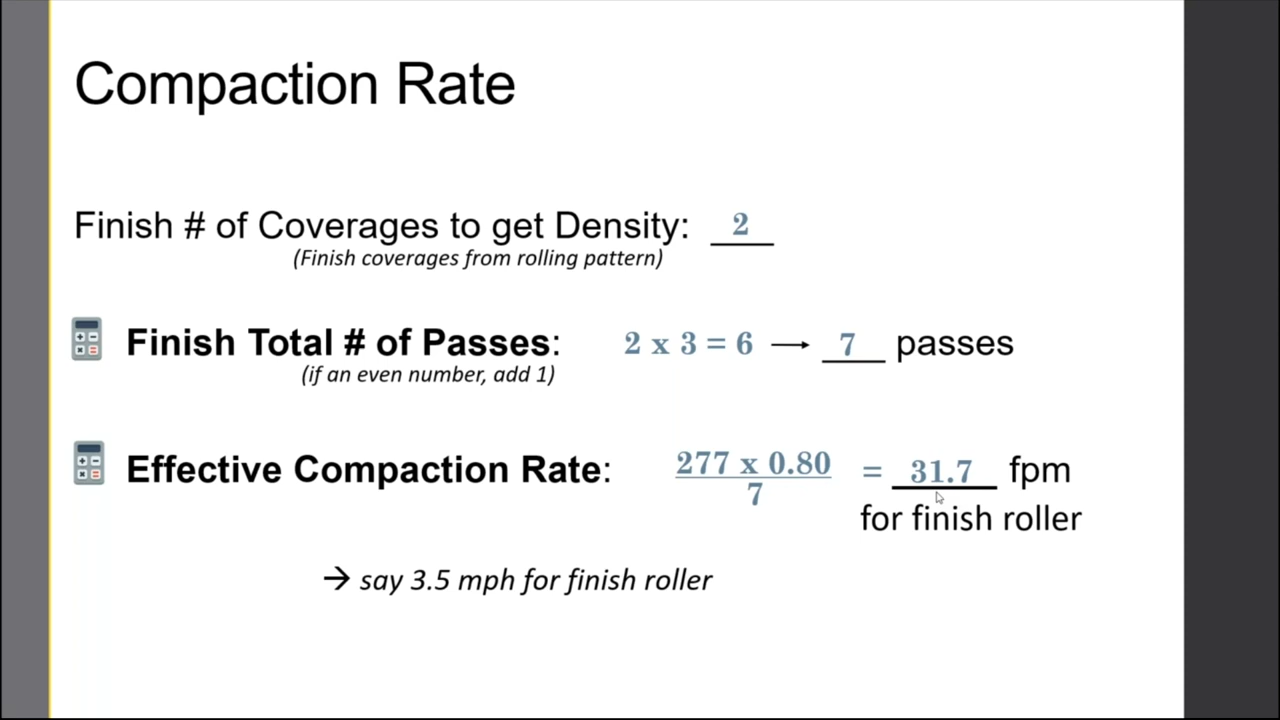 Compaction Rate
Finish # of Coverages to get Density: 2
(Finish coverages from rolling pattern)
Finish Total # of Passes: 2 x 3 = 6 → 7 passes
(if an even number, add 1)
Effective Compaction Rate: 277 x 0.80 = 31.7 fpm
7
for finish roller
→ say 3.5 mph for finish roller